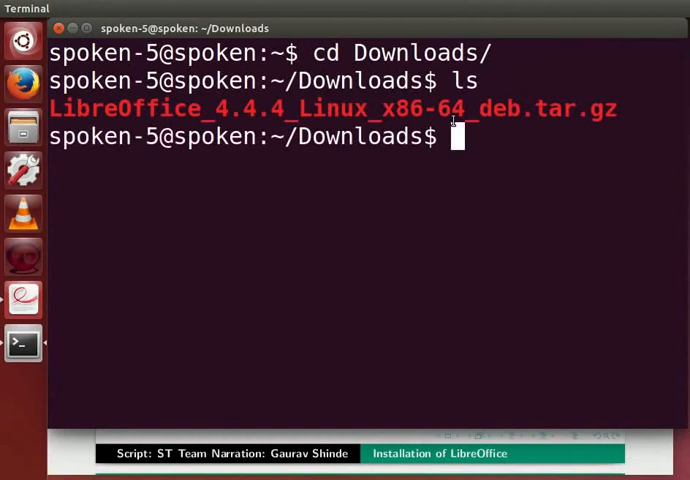 Terminal
spoken-5@spoken: ~/Downloads
spoken-5@spoken:~$ cd Downloads/
spoken-5@spoken:~/Downloads$ ls
LibreOffice_4.4.4_Linux_x86-64_deb.tar.gz
spoken-5@spoken:~/Downloads$
Script: ST Team Narration: Gaurav Shinde Installation of LibreOffice